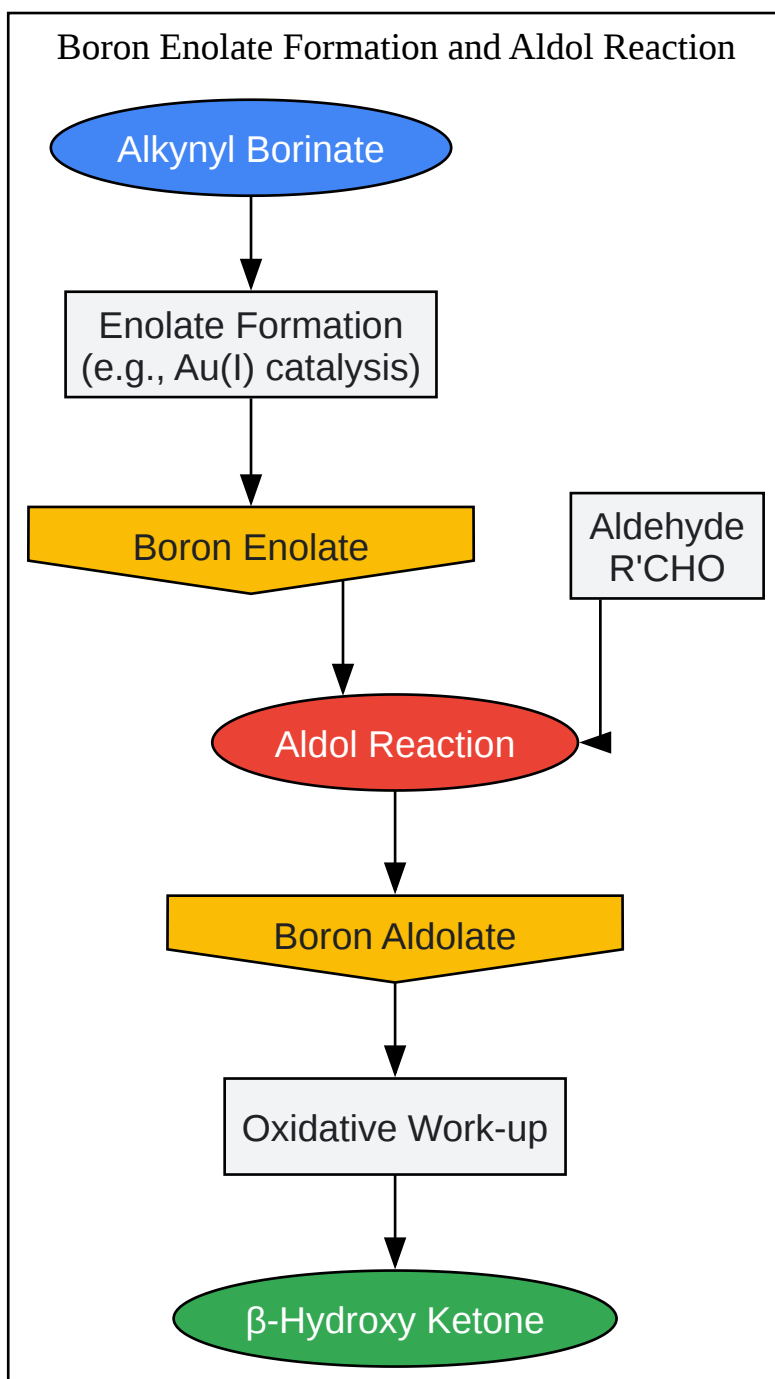 Boron Enolate Formation and Aldol Reaction
Alkynyl Borinate
Enolate Formation
(e.g., Au(I) catalysis)
Boron Enolate
Aldehyde
R'CHO
Aldol Reaction
Boron Aldolate
Oxidative Work-up
β-Hydroxy Ketone